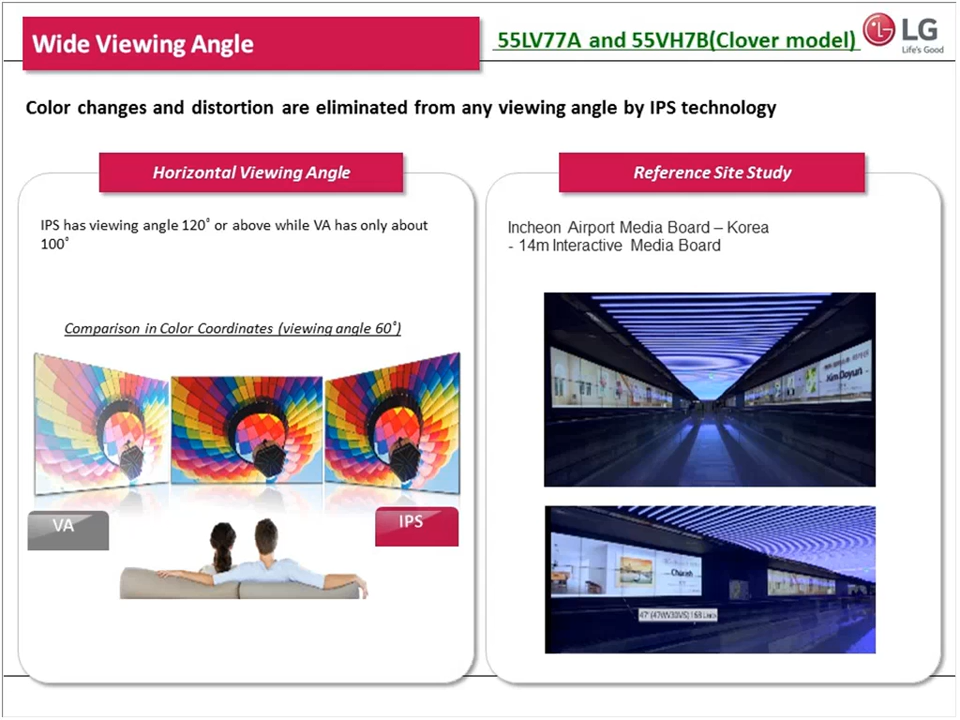 Wide Viewing Angle
55LV77A and 55VH7B(Clover model)
LG
Life's Good
Color changes and distortion are eliminated from any viewing angle by IPS technology
Horizontal Viewing Angle
IPS has viewing angle 120˚ or above while VA has only about
100˚
Comparison in Color Coordinates (viewing angle 60˚)
VA
IPS
Reference Site Study
Incheon Airport Media Board – Korea
- 14m Interactive Media Board
Kim Doyun